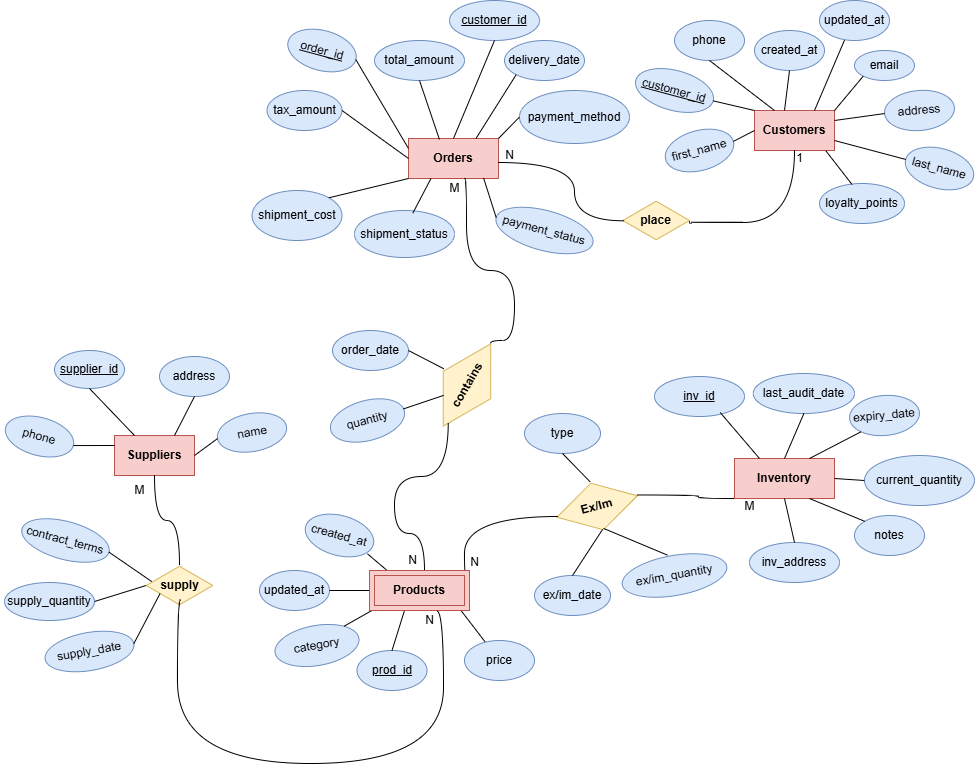 customer_id
updated_at
order_id
total_amount
delivery_date
phone
created_at
email
customer_id
tax_amount
payment_method
address
Orders
Customers
N
1
first_name
last_name
M
shipment_cost
shipment_status
payment_status
place
loyalty_points
order_date
contains
quantity
supplier_id
address
phone
name
Suppliers
M
inv_id
last_audit_date
expiry_date
type
Inventory
current_quantity
M
Ex/Im
notes
inv_address
contract_terms
supply
supply_quantity
supply_date
created_at
N
N
updated_at
Products
N
category
prod_id
price
ex/im_date
ex/im_quantity